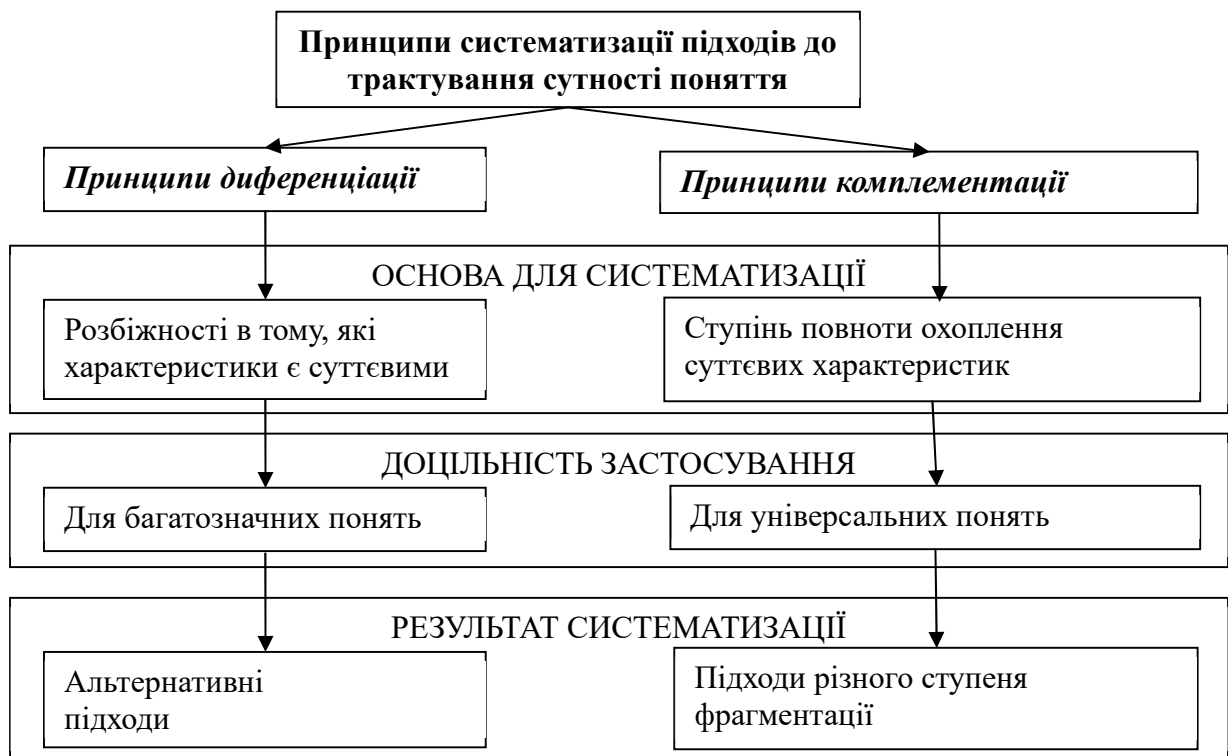 Принципи систематизації підходів до
трактування сутності поняття
Принципи диференціації
Принципи комплементації
ОСНОВА ДЛЯ СИСТЕМАТИЗАЦІЇ
Розбіжності в тому, які
характеристики є суттєвими
Ступінь повноти охоплення
суттєвих характеристик
ДОЦІЛЬНІСТЬ ЗАСТОСУВАННЯ
Для багатозначних понять
Для універсальних понять
РЕЗУЛЬТАТ СИСТЕМАТИЗАЦІЇ
Альтернативні
підходи
Підходи різного ступеня
фрагментації